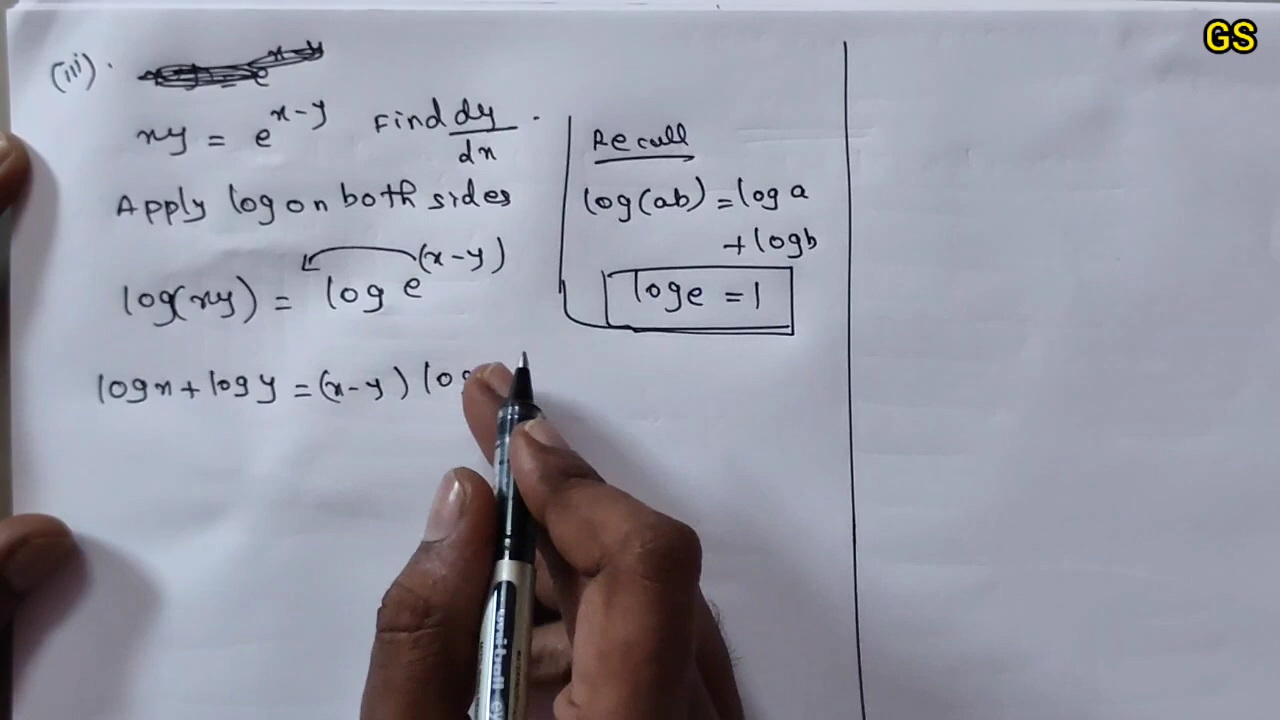 GS
(iii).
xy = e^{x-y} Find dy/dx .
Apply log on both sides
log(xy) = log e^{(x-y)}
log x + log y = (x-y) log
Recall
log(ab) = log a
+ log b
log e = 1